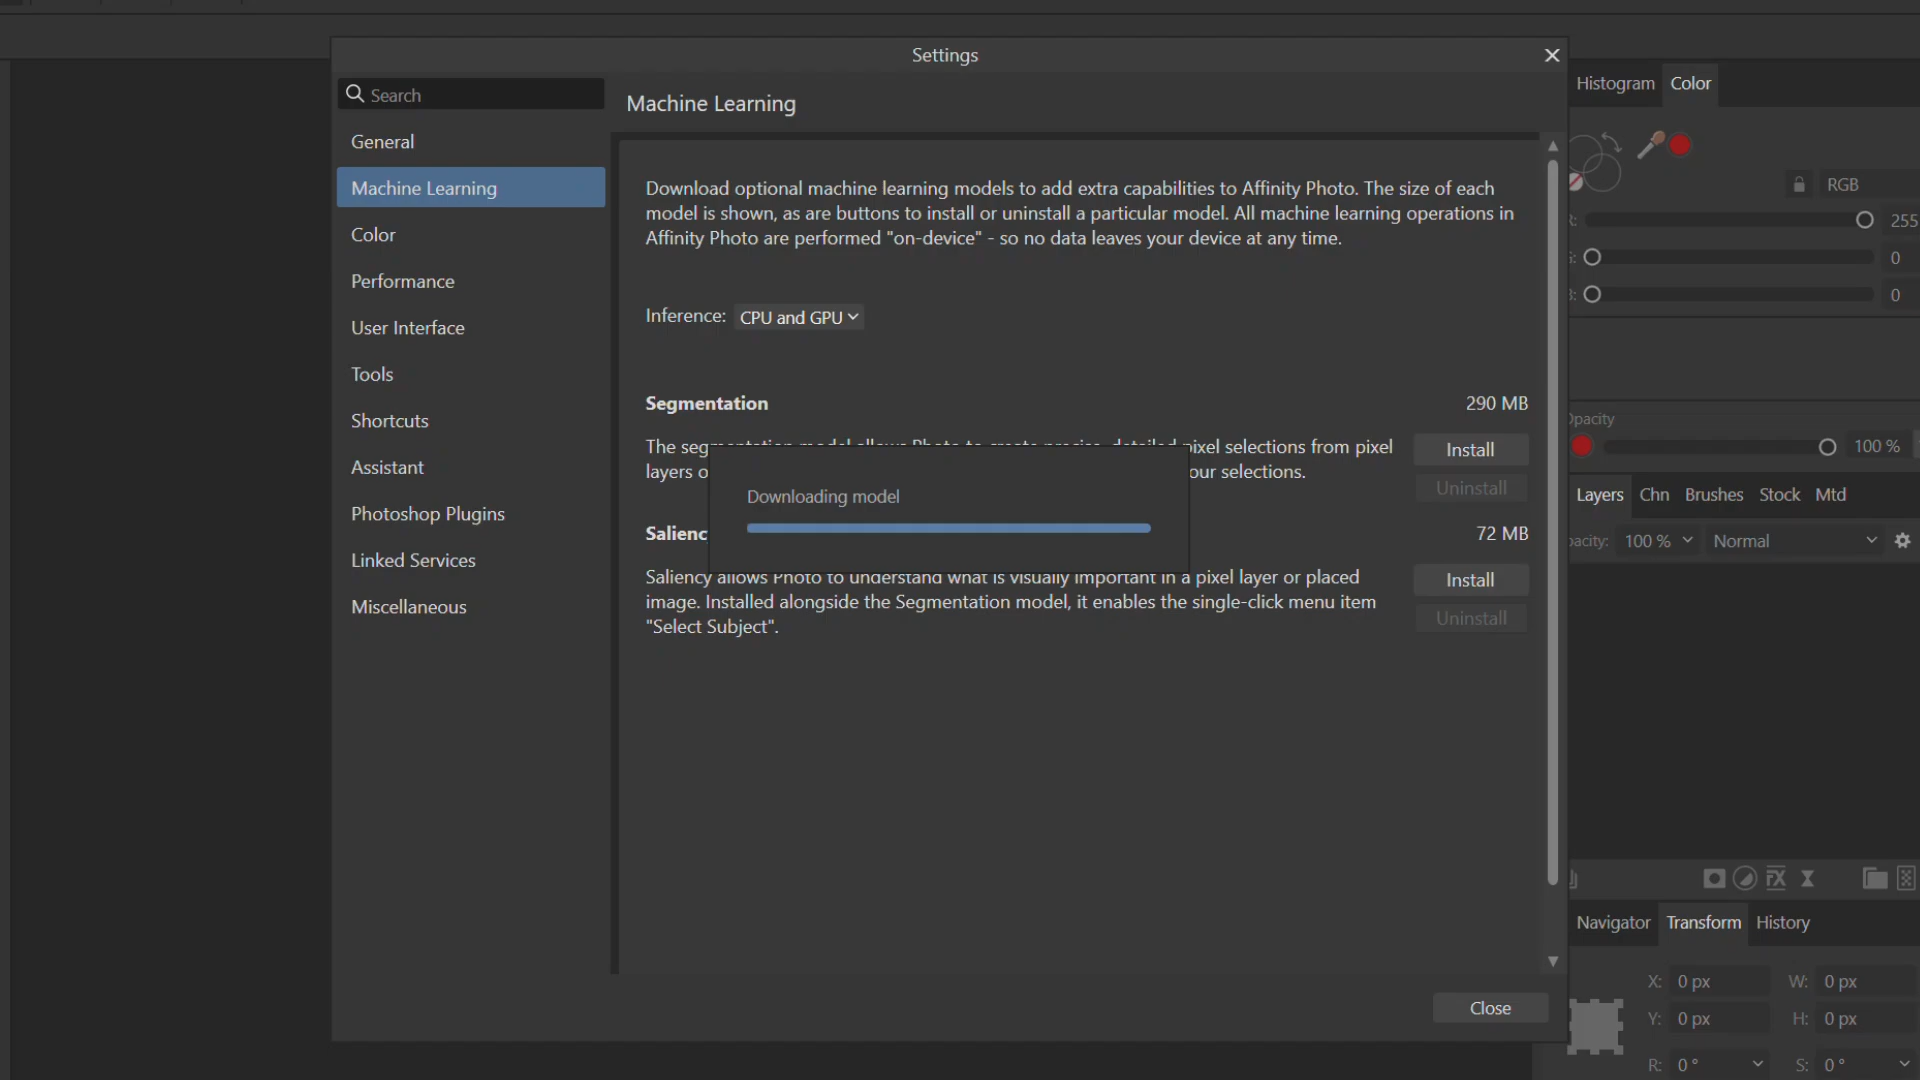 Settings
Search
Machine Learning
General
Machine Learning
Color
Performance
User Interface
Tools
Shortcuts
Assistant
Photoshop Plugins
Linked Services
Miscellaneous
Download optional machine learning models to add extra capabilities to Affinity Photo. The size of each
model is shown, as are buttons to install or uninstall a particular model. All machine learning operations in
Affinity Photo are performed "on-device" - so no data leaves your device at any time.
Inference: CPU and GPU
Segmentation 290 MB
The pixel selections from pixel
layers our selections.
Install
Uninstall
Downloading model
72 MB
Saliency allows Photo to understand what is visually important in a pixel layer or placed
image. Installed alongside the Segmentation model, it enables the single-click menu item
"Select Subject".
Install
Uninstall
Close
Histogram Color
RGB
255
0
0
Opacity
100 %
Layers Chn Brushes Stock Mtd
100 % Normal
FX
Navigator Transform History
X: 0 px W: 0 px
Y: 0 px H: 0 px
R: 0 ° S: 0 °